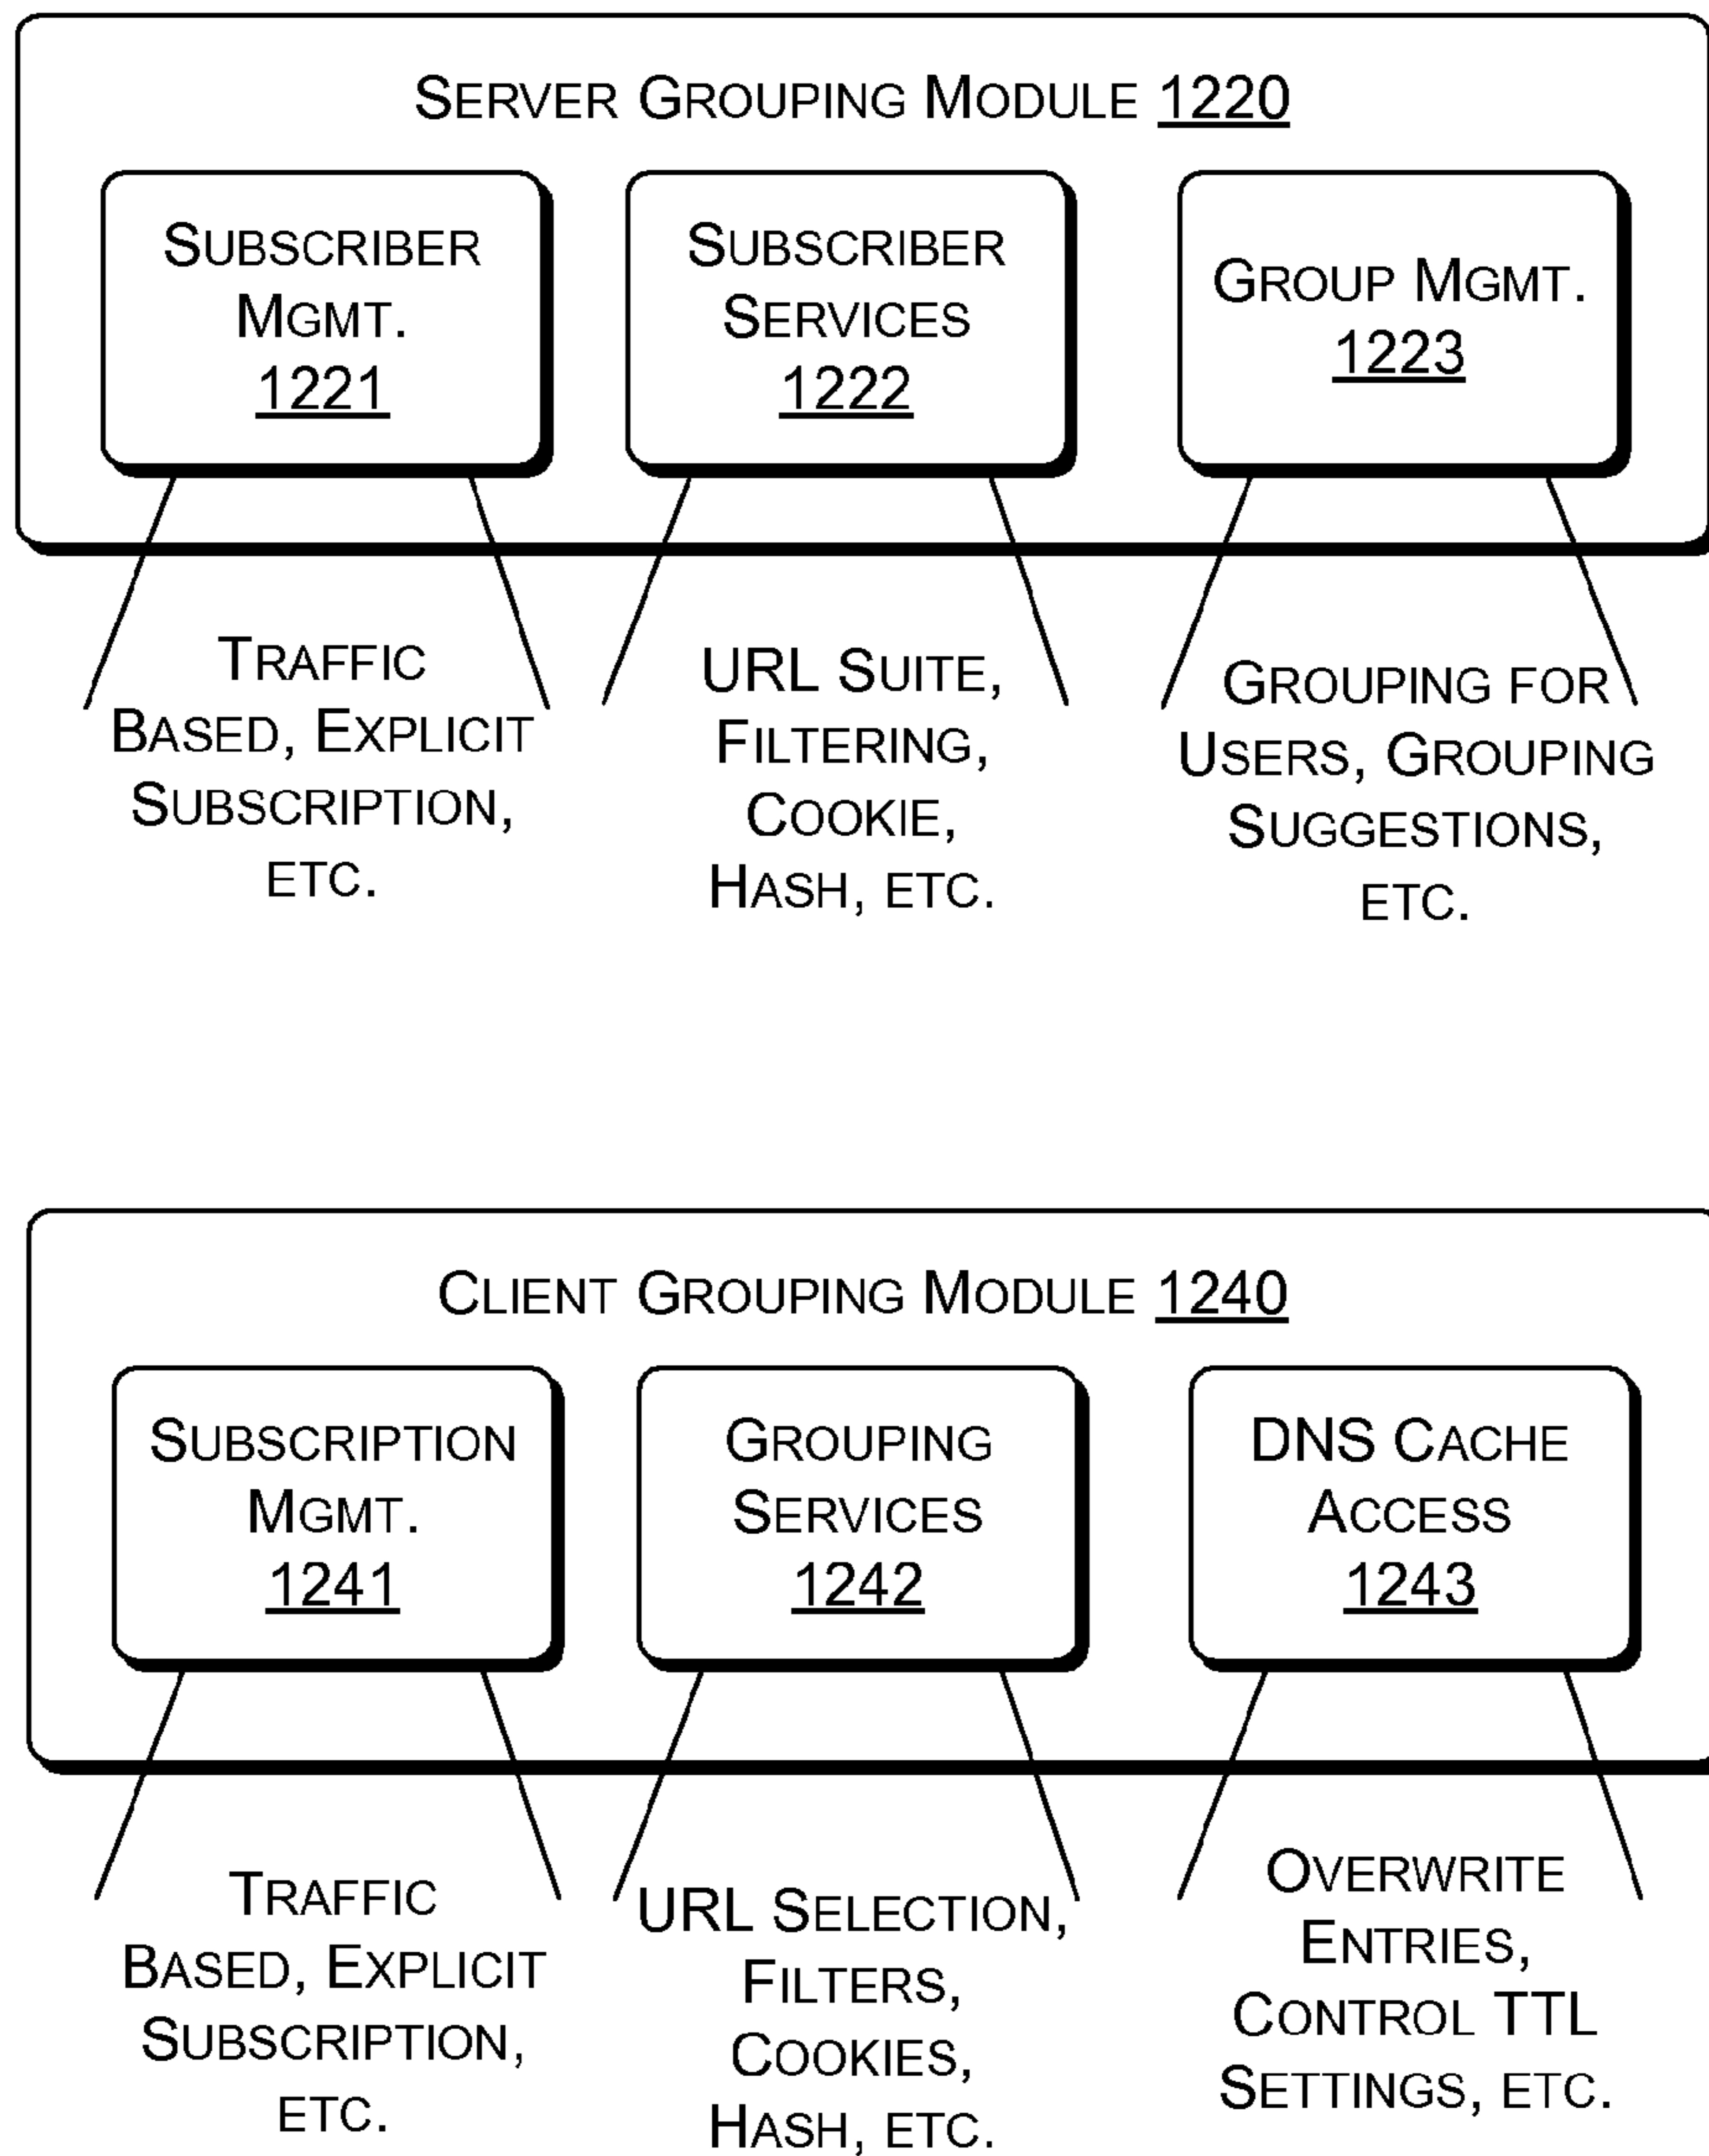 SERVER GROUPING MODULE 1220
SUBSCRIBER
MGMT.
1221
SUBSCRIBER
SERVICES
1222
GROUP MGMT.
1223
TRAFFIC
BASED, EXPLICIT
SUBSCRIPTION,
ETC.
URL SUITE,
FILTERING,
COOKIE,
HASH, ETC.
GROUPING FOR
USERS, GROUPING
SUGGESTIONS,
ETC.
CLIENT GROUPING MODULE 1240
SUBSCRIPTION
MGMT.
1241
GROUPING
SERVICES
1242
DNS CACHE
ACCESS
1243
TRAFFIC
BASED, EXPLICIT
SUBSCRIPTION,
ETC.
URL SELECTION,
FILTERS,
COOKIES,
HASH, ETC.
OVERWRITE
ENTRIES,
CONTROL TTL
SETTINGS, ETC.